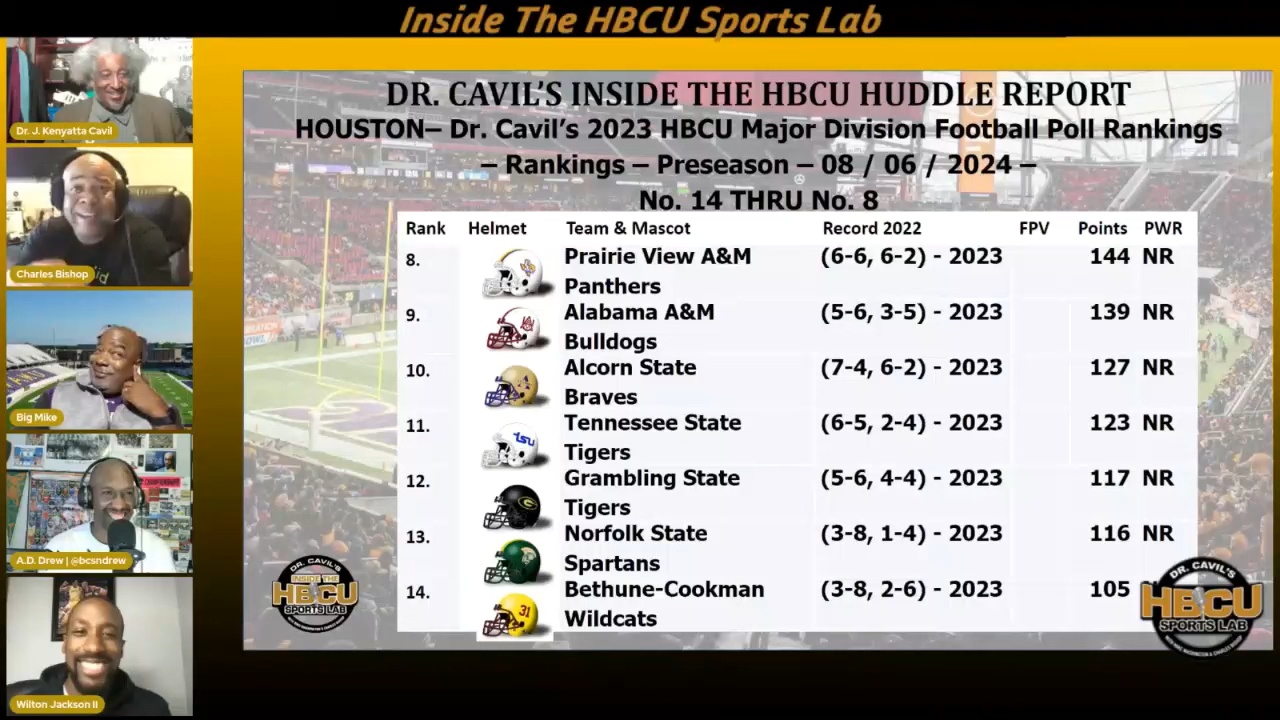 Inside The HBCU Sports Lab
DR. CAVIL'S INSIDE THE HBCU HUDDLE REPORT
HOUSTON– Dr. Cavil's 2023 HBCU Major Division Football Poll Rankings
– Rankings – Preseason – 08 / 06 / 2024 –
No. 14 THRU No. 8
Rank Helmet Team & Mascot Record 2022 FPV Points PWR
8. Prairie View A&M (6-6, 6-2) - 2023 144 NR
Panthers
9. Alabama A&M (5-6, 3-5) - 2023 139 NR
Bulldogs
10. Alcorn State (7-4, 6-2) - 2023 127 NR
Braves
11. Tennessee State (6-5, 2-4) - 2023 123 NR
tsu
Tigers
12. Grambling State (5-6, 4-4) - 2023 117 NR
G
Tigers
13. Norfolk State (3-8, 1-4) - 2023 116 NR
Spartans
14. Bethune-Cookman (3-8, 2-6) - 2023 105
31
Wildcats
DR. CAVIL'S
INSIDE THE
HBCU
SPORTS LAB
DR. CAVIL'S
HBCU
SPORTS LAB
Dr. J. Kenyatta Cavil
Charles Bishop
Big Mike
A.D. Drew | @bcsndrew
Wilton Jackson II